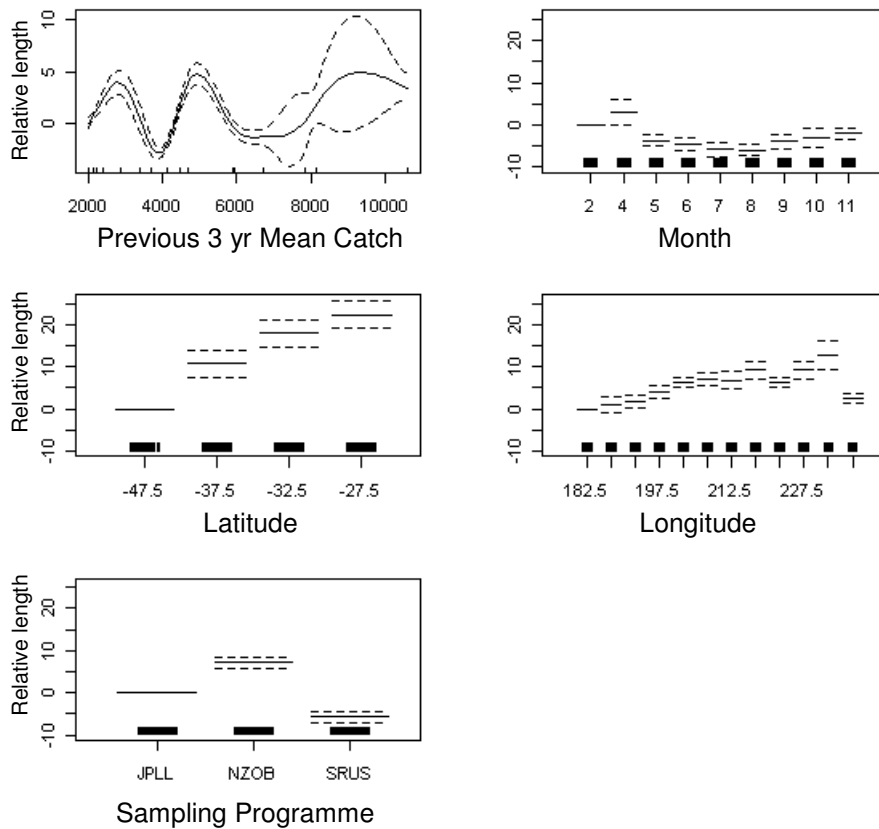 Relative length
10
5
0
2000 4000 6000 8000 10000
Previous 3 yr Mean Catch
20
10
0
-10
2 4 5 6 7 8 9 10 11
Month
Relative length
20
10
0
-10
-47.5 -37.5 -32.5 -27.5
Latitude
20
10
0
-10
182.5 197.5 212.5 227.5
Longitude
Relative length
20
10
0
-10
JPLL NZOB SRUS
Sampling Programme